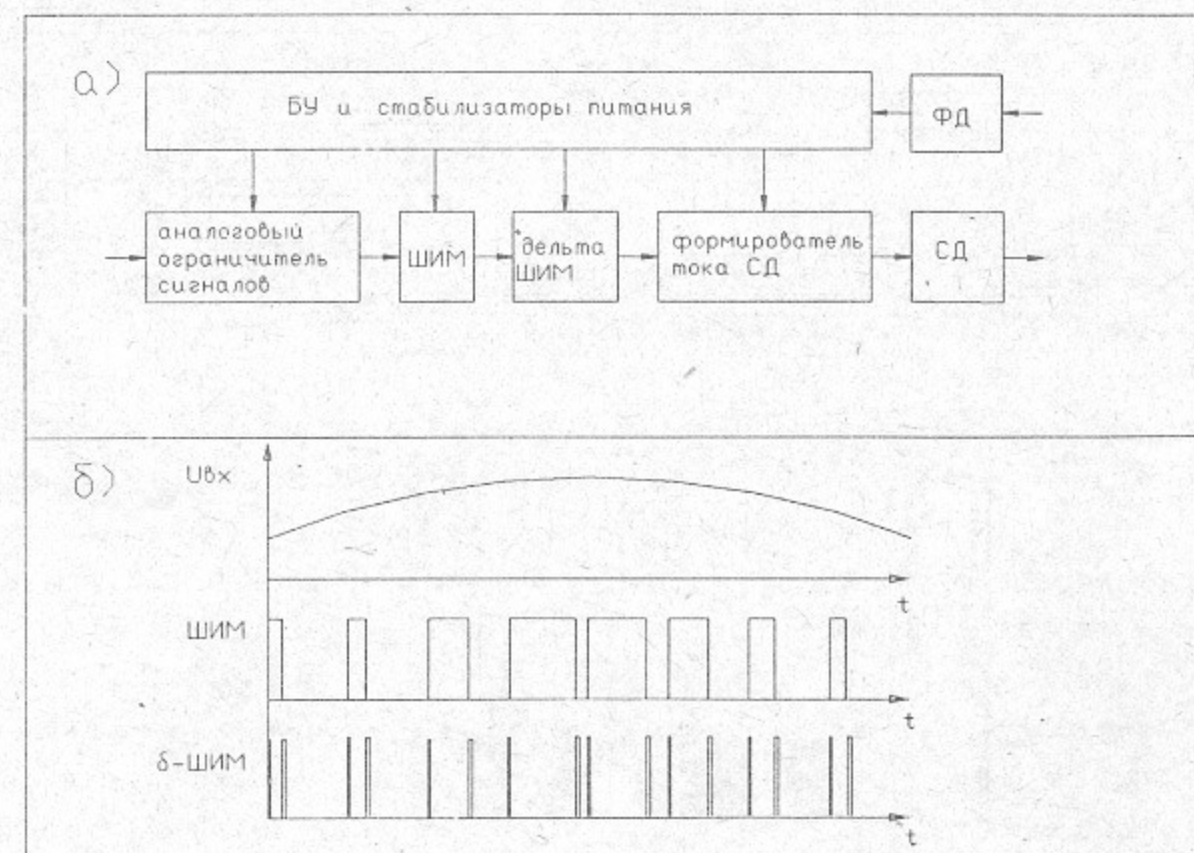 а)
БУ и стабилизаторы питания
ФД
аналоговый
ограничитель
сигналов
ШИМ
дельта
ШИМ
формирователь
тока СД
СД
б)
Uвх
t
ШИМ
t
δ-ШИМ
t